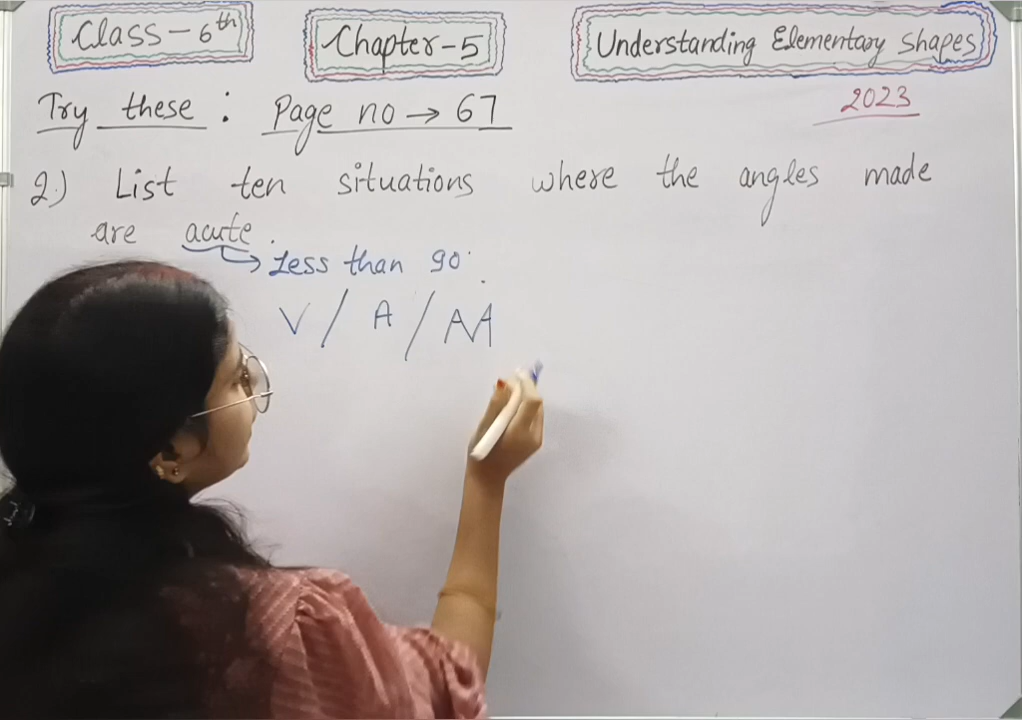 Class-6th
Chapter-5
Understanding Elementary Shapes
2023
Try these : Page no → 67
2.) List ten situations where the angles made
are acute.
→ Less than 90°
V / A / AA